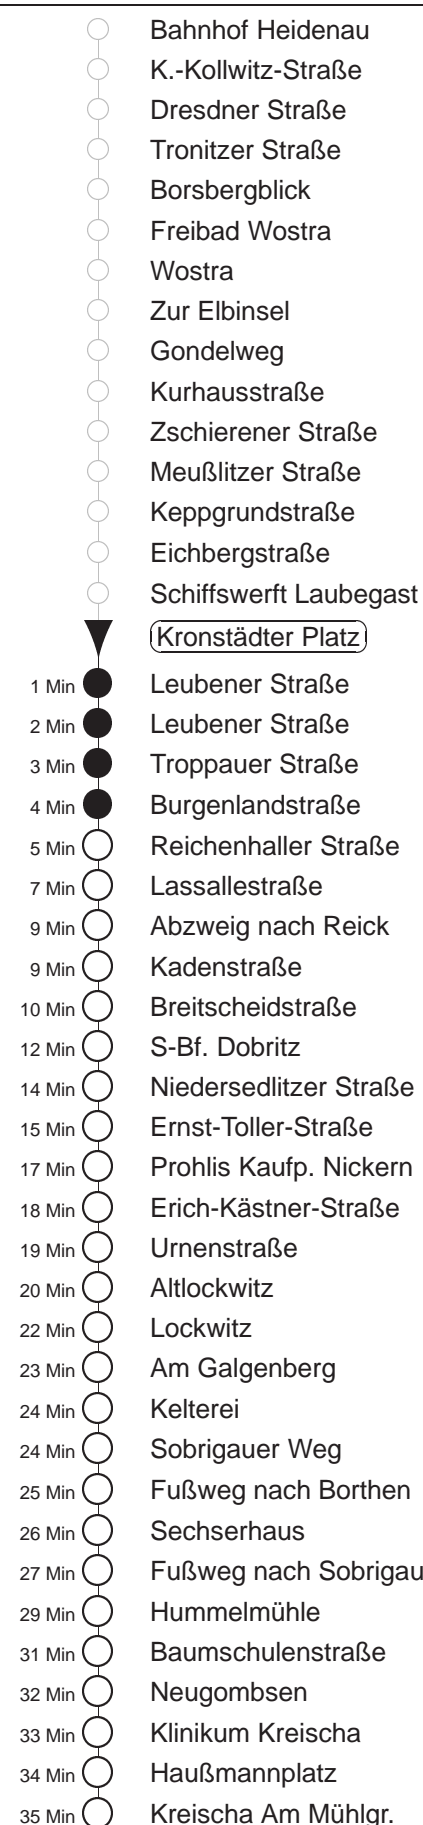 Bahnhof Heidenau
K.-Kollwitz-Straße
Dresdner Straße
Tronitzer Straße
Borsbergblick
Freibad Wostra
Wostra
Zur Elbinsel
Gondelweg
Kurhausstraße
Zschierener Straße
Meußlitzer Straße
Keppgrundstraße
Eichbergstraße
Schiffswerft Laubegast
Kronstädter Platz
1 Min Leubener Straße
2 Min Leubener Straße
3 Min Troppauer Straße
4 Min Burgenlandstraße
5 Min Reichenhaller Straße
7 Min Lassallestraße
9 Min Abzweig nach Reick
9 Min Kadenstraße
10 Min Breitscheidstraße
12 Min S-Bf. Dobritz
14 Min Niedersedlitzer Straße
15 Min Ernst-Toller-Straße
17 Min Prohlis Kaufp. Nickern
18 Min Erich-Kästner-Straße
19 Min Urnenstraße
20 Min Altlockwitz
22 Min Lockwitz
23 Min Am Galgenberg
24 Min Kelterei
24 Min Sobrigauer Weg
25 Min Fußweg nach Borthen
26 Min Sechserhaus
27 Min Fußweg nach Sobrigau
29 Min Hummelmühle
31 Min Baumschulenstraße
32 Min Neugombsen
33 Min Klinikum Kreischa
34 Min Haußmannplatz
35 Min Kreischa Am Mühlgr.